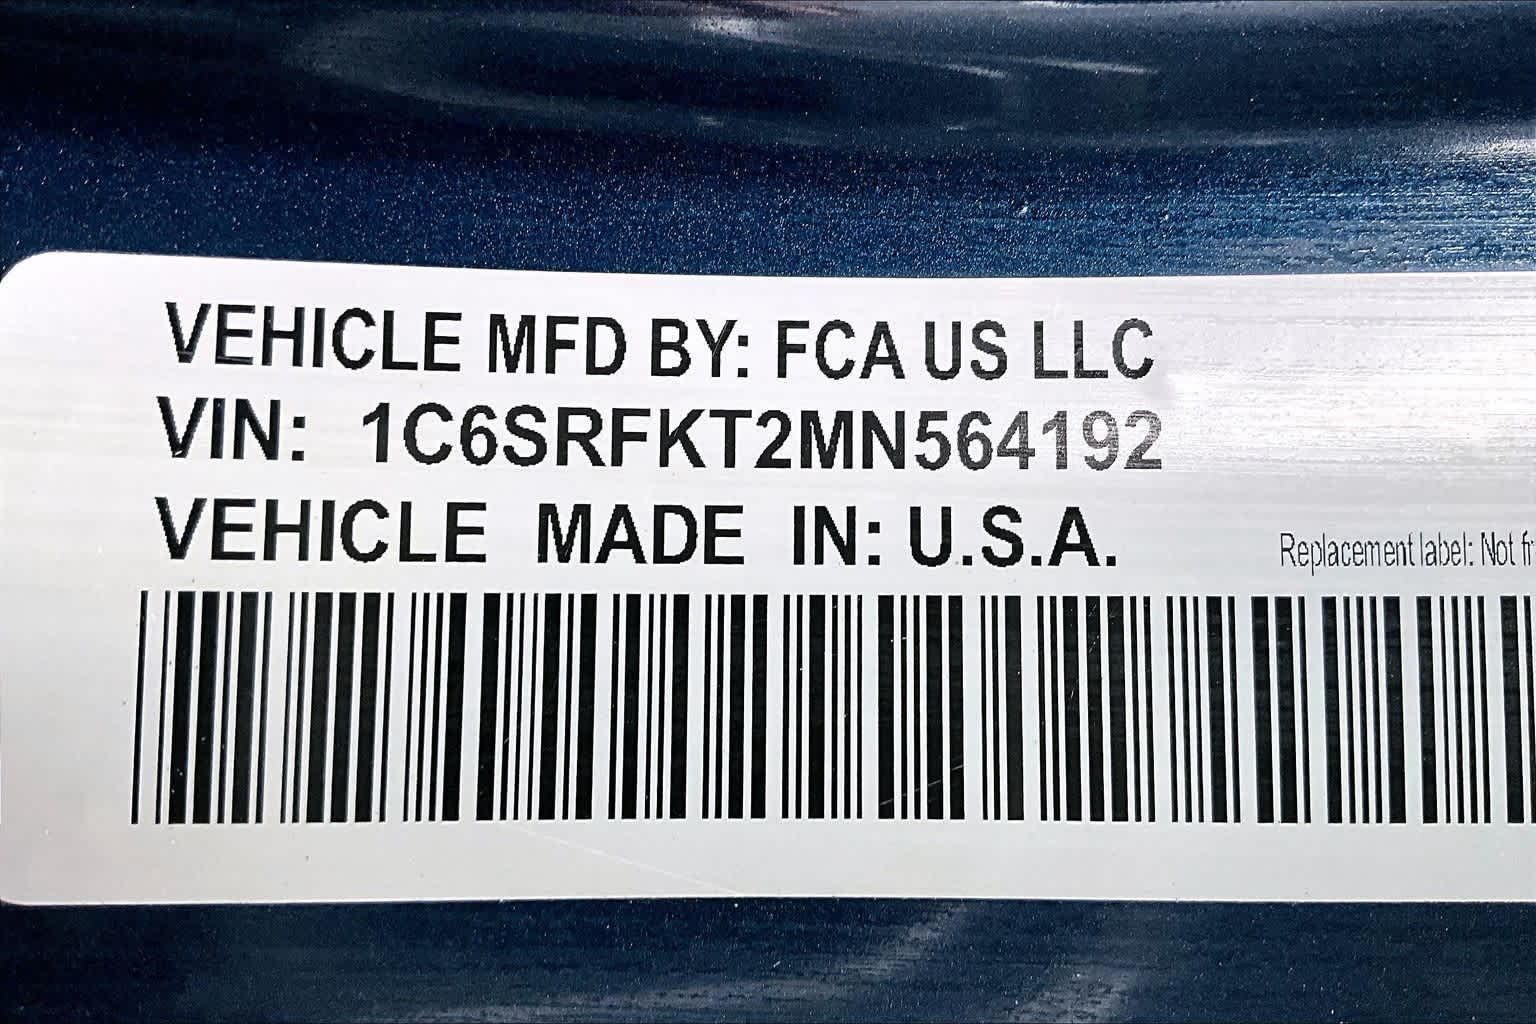 VEHICLE MFD BY: FCA US LLC
VIN: 1C6SRFKT2MN564192
VEHICLE MADE IN: U.S.A.
Replacement label: Not